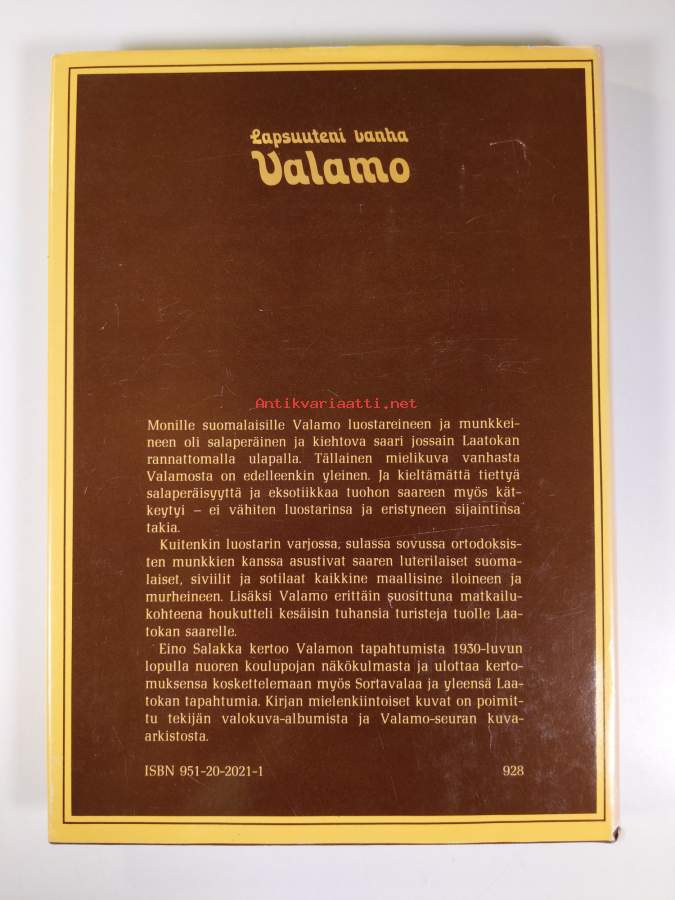 Lapsuuteni vanha
Valamo
Antikvariaatti.net
Monille suomalaisille Valamo luostareineen ja munkkei-
neen oli salaperäinen ja kiehtova saari jossain Laatokan
rannattomalla ulapalla. Tällainen mielikuva vanhasta
Valamosta on edelleenkin yleinen. Ja kieltämättä tiettyä
salaperäisyyttä ja eksotiikkaa tuohon saareen myös kät-
keytyi – ei vähiten luostarinsa ja eristyneen sijaintinsa
takia.
Kuitenkin luostarin varjossa, sulassa sovussa ortodoksis-
ten munkkien kanssa asustivat saaren luterilaiset suoma-
laiset, siviilit ja sotilaat kaikkine maallisine iloineen ja
murheineen. Lisäksi Valamo erittäin suosittuna matkailu-
kohteena houkutteli kesäisin tuhansia turisteja tuolle Laa-
tokan saarelle.
Eino Salakka kertoo Valamon tapahtumista 1930-luvun
lopulla nuoren koulupojan näkökulmasta ja ulottaa kerto-
muksensa koskettelemaan myös Sortavalaa ja yleensä Laa-
tokan tapahtumia. Kirjan mielenkiintoiset kuvat on poimit-
tu tekijän valokuva-albumista ja Valamo-seuran kuva-
arkistosta.
ISBN 951-20-2021-1 928